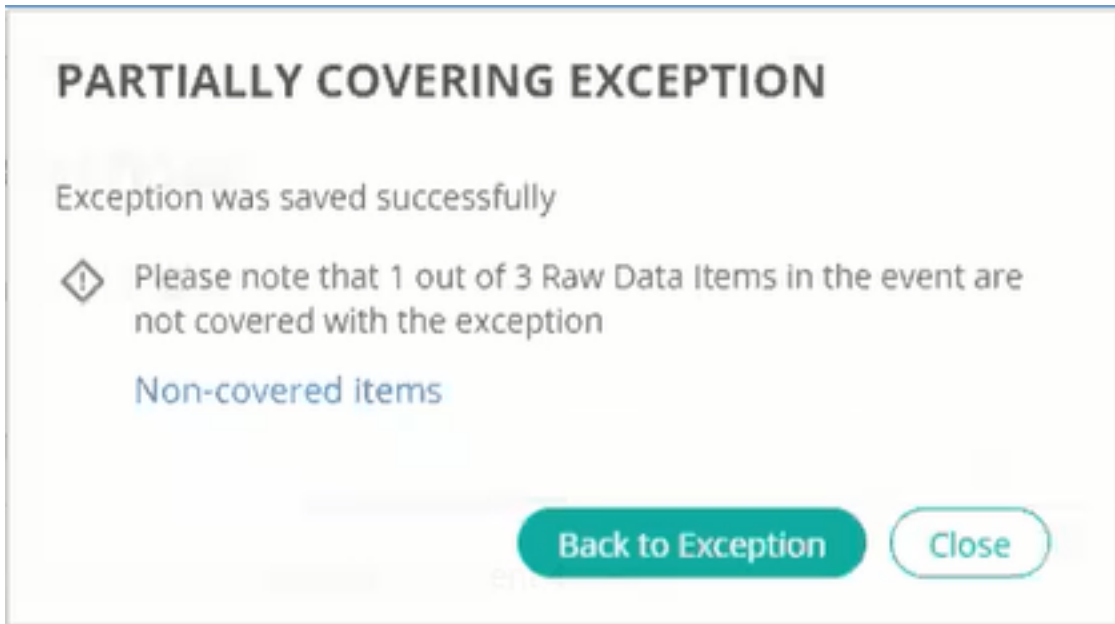 PARTIALLY COVERING EXCEPTION
Exception was saved successfully
Please note that 1 out of 3 Raw Data Items in the event are
not covered with the exception
Non-covered items
Back to Exception
Close